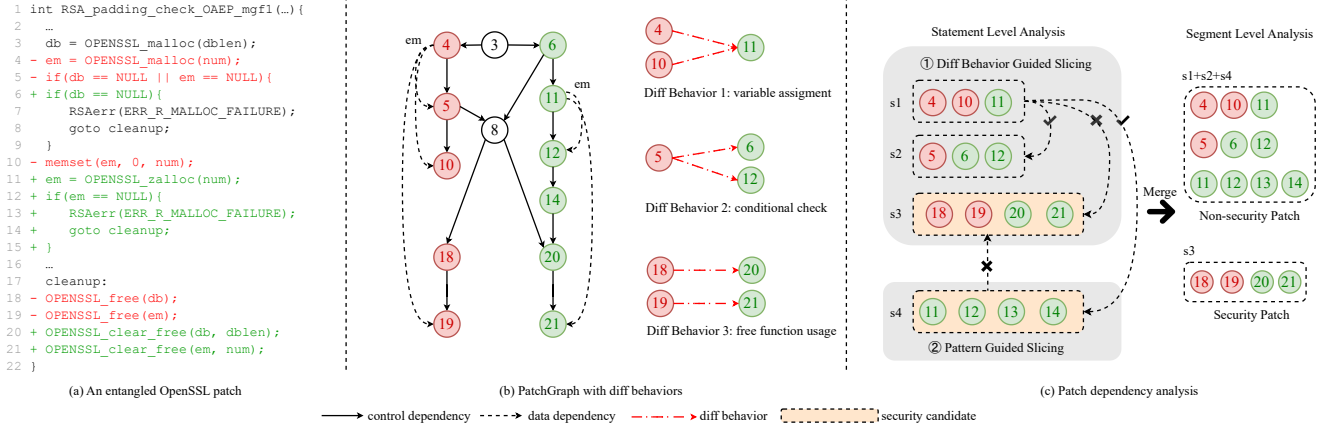 1 int RSA_padding_check_OAEP_mgf1(…){
2 …
3 db = OPENSSL_malloc(dblen);
4 - em = OPENSSL_malloc(num);
5 - if(db == NULL || em == NULL){
6 + if(db == NULL){
7 RSAerr(ERR_R_MALLOC_FAILURE);
8 goto cleanup;
9 }
10 - memset(em, 0, num);
11 + em = OPENSSL_zalloc(num);
12 + if(em == NULL){
13 + RSAerr(ERR_R_MALLOC_FAILURE);
14 + goto cleanup;
15 + }
16 …
17 cleanup:
18 - OPENSSL_free(db);
19 - OPENSSL_free(em);
20 + OPENSSL_clear_free(db, dblen);
21 + OPENSSL_clear_free(em, num);
22 }
(a) An entangled OpenSSL patch
em
4 3 6
em
5 11
8
10 12
14
18 20
19 21
4
10 11
Diff Behavior 1: variable assigment
5 6
12
Diff Behavior 2: conditional check
18 20
19 21
Diff Behavior 3: free function usage
(b) PatchGraph with diff behaviors
Statement Level Analysis
① Diff Behavior Guided Slicing
s1 4 10 11
s2 5 6 12
s3 18 19 20 21
s4 11 12 13 14
② Pattern Guided Slicing
Merge
Segment Level Analysis
s1+s2+s4
4 10 11
5 6 12
11 12 13 14
Non-security Patch
s3
18 19 20 21
Security Patch
(c) Patch dependency analysis
control dependency data dependency diff behavior security candidate